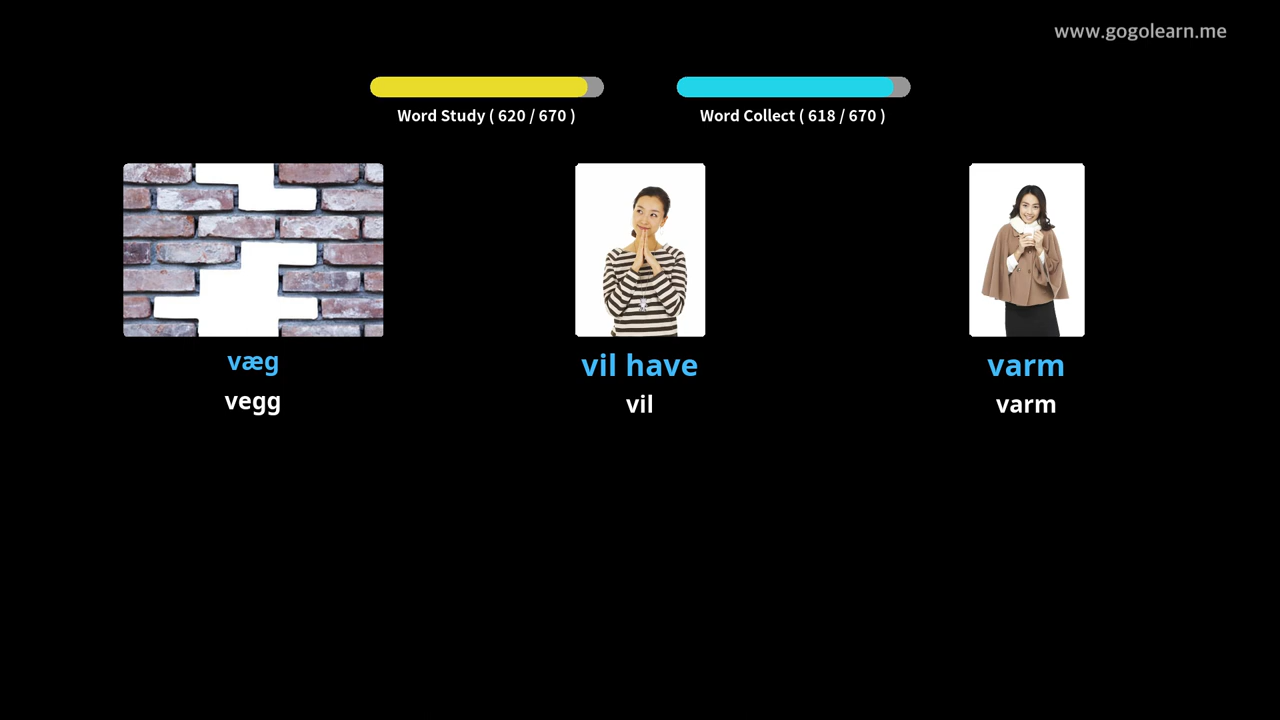 www.gogolearn.me
Word Study ( 620 / 670 )
Word Collect ( 618 / 670 )
væg
vil have
varm
vegg
vil
varm